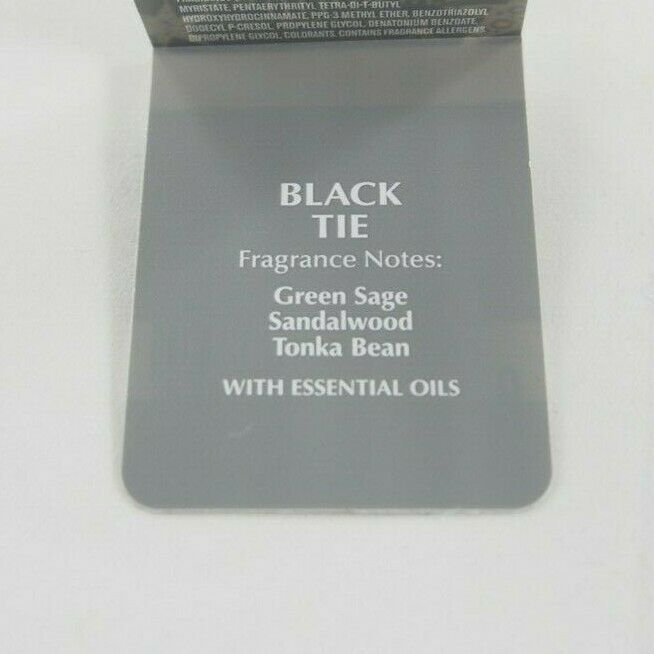 MYRISTATE, PENTAERYTHRITYL TETRA-DI-T-BUTYL
HYDROXYHYDROCINNAMATE, PPG-3 METHYL ETHER, BENZOTRIAZOLYL
DODECYL P-CRESOL, PROPYLENE GLYCOL, DENATONIUM BENZOATE,
DIPROPYLENE GLYCOL, COLORANTS. CONTAINS FRAGRANCE ALLERGENS.
BLACK
TIE
Fragrance Notes:
Green Sage
Sandalwood
Tonka Bean
WITH ESSENTIAL OILS